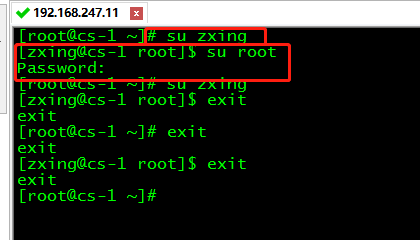 192.168.247.11
[root@cs-1 ~]# su zxing
[zxing@cs-1 root]$ su root
Password:
[root@cs-1 ~]# su zxing
[zxing@cs-1 root]$ exit
exit
[root@cs-1 ~]# exit
exit
[zxing@cs-1 root]$ exit
exit
[root@cs-1 ~]#